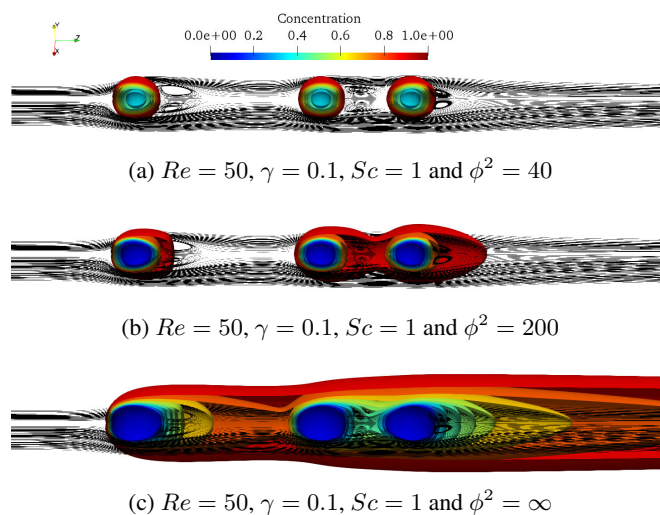 Concentration
0.0e+00 0.2 0.4 0.6 0.8 1.0e+00
Y
Z
X
(a) Re = 50, γ = 0.1, Sc = 1 and ϕ² = 40
(b) Re = 50, γ = 0.1, Sc = 1 and ϕ² = 200
(c) Re = 50, γ = 0.1, Sc = 1 and ϕ² = ∞